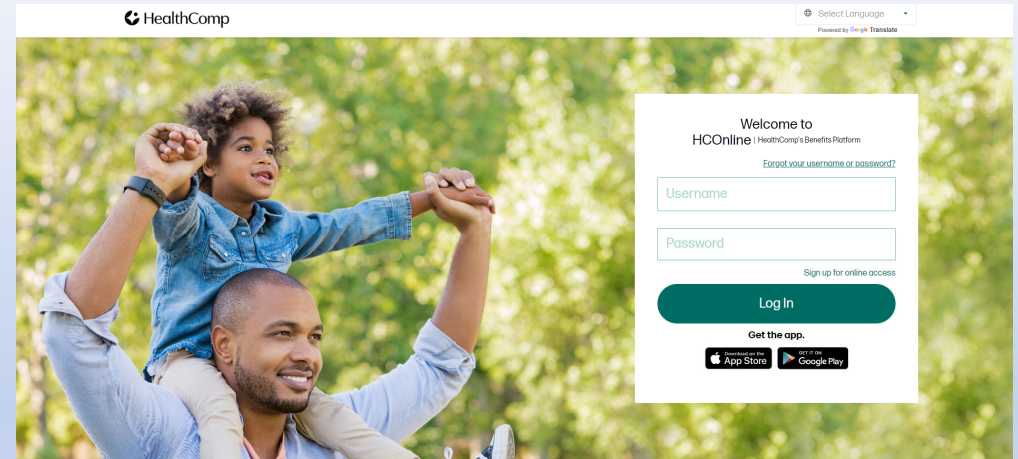 HealthComp
Select Language
Powered by Google Translate
Welcome to
HCOnline | HealthComp's Benefits Platform
Forgot your username or password?
Username
Password
Sign up for online access
Log In
Get the app.
Download on the
App Store
GET IT ON
Google Play